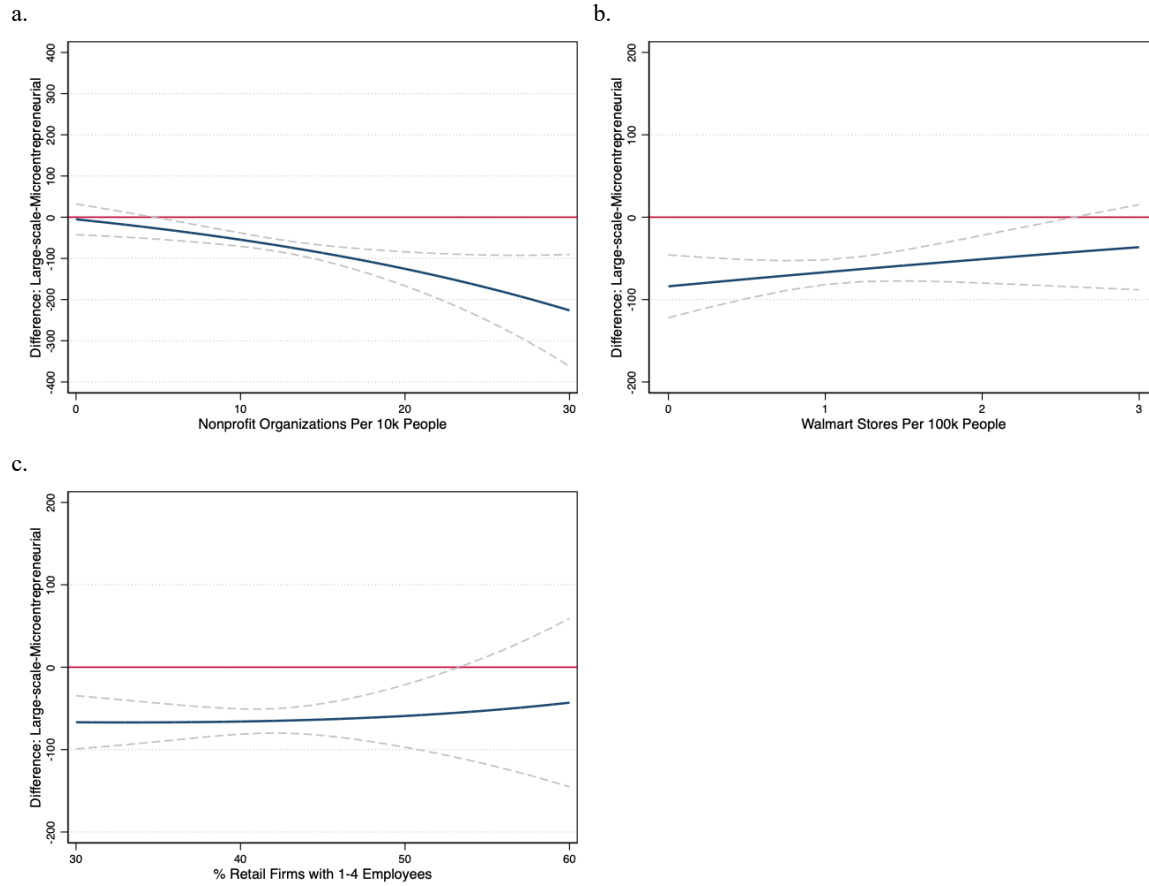 a.
Difference: Large-scale-Microentrepreneurial
400
300
200
100
0
-100
-200
-300
-400
0 10 20 30
Nonprofit Organizations Per 10k People
b.
Difference: Large-scale-Microentrepreneurial
200
100
0
-100
-200
0 1 2 3
Walmart Stores Per 100k People
c.
Difference: Large-scale-Microentrepreneurial
200
100
0
-100
-200
30 40 50 60
% Retail Firms with 1-4 Employees